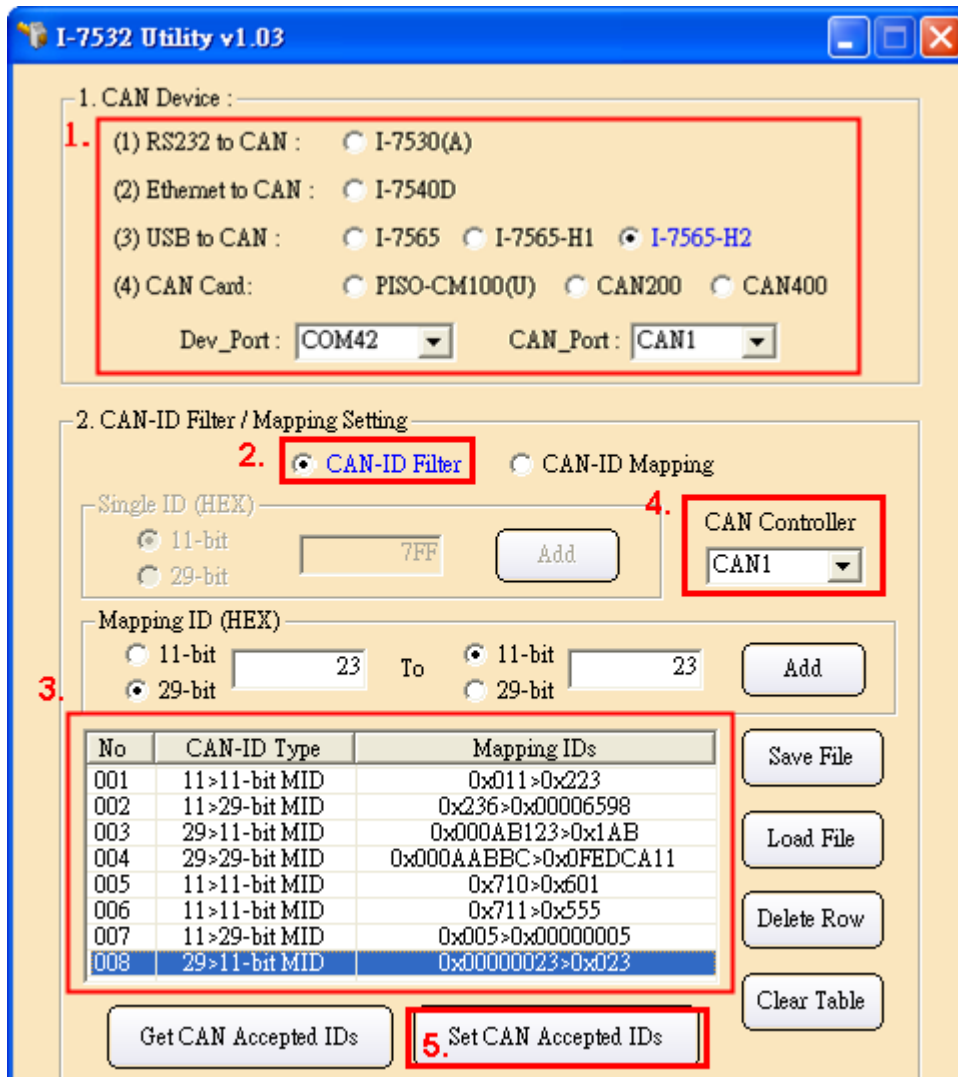 I-7532 Utility v1.03
1. CAN Device :
1.
(1) RS232 to CAN : I-7530(A)
(2) Ethernet to CAN : I-7540D
(3) USB to CAN : I-7565 I-7565-H1 I-7565-H2
(4) CAN Card: PISO-CM100(U) CAN200 CAN400
Dev_Port : COM42 CAN_Port : CAN1
2. CAN-ID Filter / Mapping Setting
2. CAN-ID Filter CAN-ID Mapping
Single ID (HEX)
11-bit
29-bit
7FF
Add
4.
CAN Controller
CAN1
Mapping ID (HEX)
11-bit
29-bit
23
To
11-bit
29-bit
23
Add
3.
No CAN-ID Type Mapping IDs
001 11>11-bit MID 0x011>0x223
002 11>29-bit MID 0x236>0x00006598
003 29>11-bit MID 0x000AB123>0x1AB
004 29>29-bit MID 0x000AABBC>0x0FEDCA11
005 11>11-bit MID 0x710>0x601
006 11>11-bit MID 0x711>0x555
007 11>29-bit MID 0x005>0x00000005
008 29>11-bit MID 0x00000023>0x023
Save File
Load File
Delete Row
Clear Table
Get CAN Accepted IDs
5. Set CAN Accepted IDs